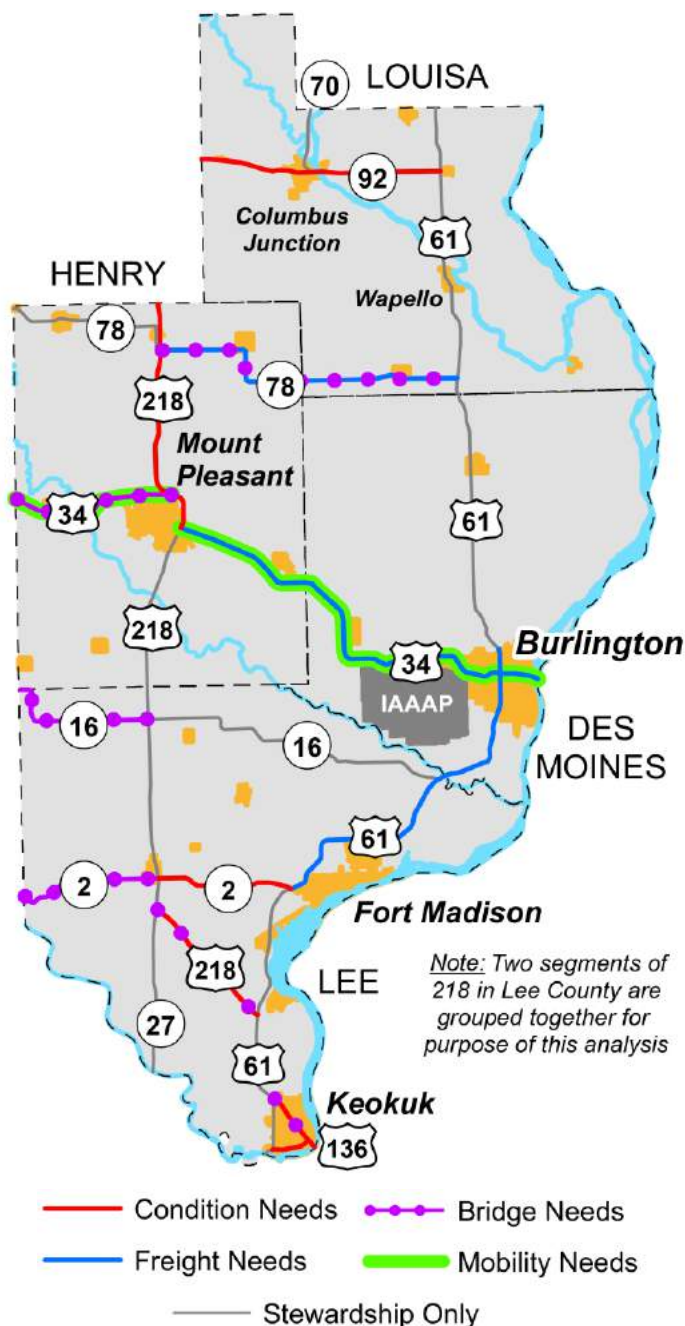 70
LOUISA
92
Columbus
Junction
61
HENRY
Wapello
78
78
218
Mount
Pleasant
34
61
218
Burlington
34
IAAAP
16
16
DES
MOINES
61
2
2
Fort Madison
218
Note: Two segments of
218 in Lee County are
grouped together for
purpose of this analysis
LEE
27
61
Keokuk
136
Condition Needs
Bridge Needs
Freight Needs
Mobility Needs
Stewardship Only